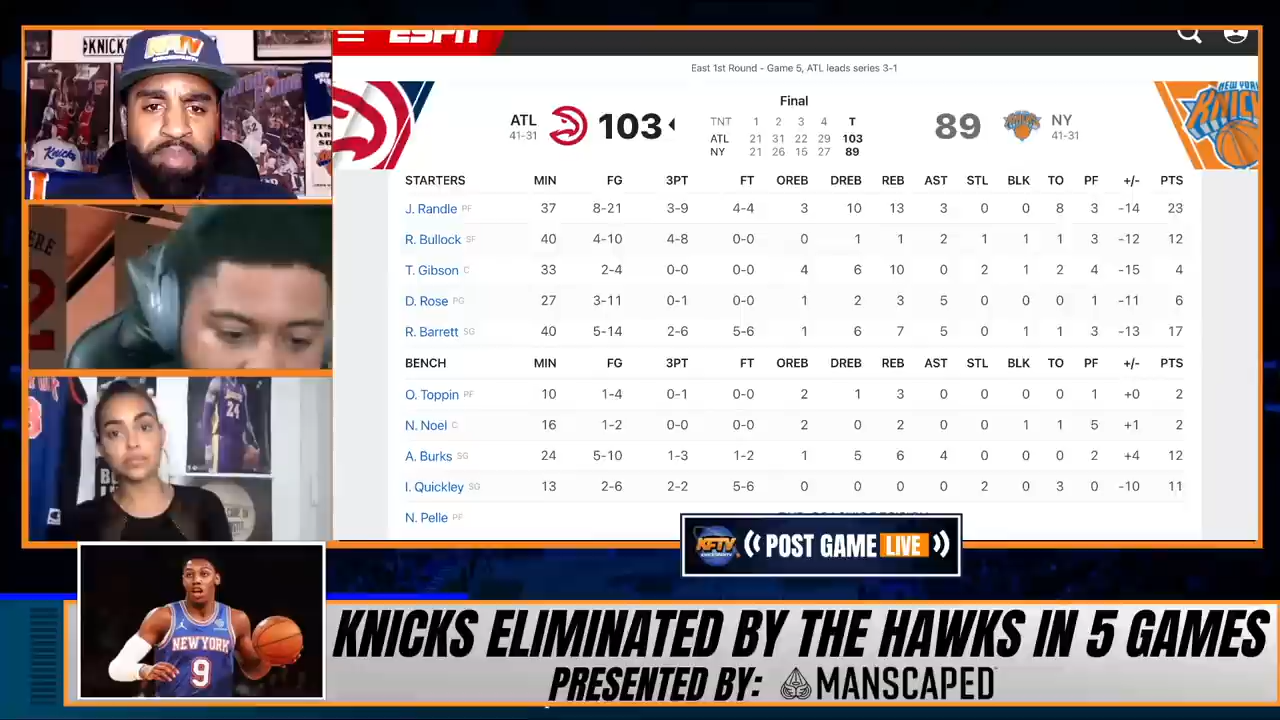 KNICKS
KFTV
Knicks
ERE
2
24
ESPN
East 1st Round - Game 5, ATL leads series 3-1
ATL
41-31
103
Final
TNT 1 2 3 4 T
ATL 21 31 22 29 103
NY 21 26 15 27 89
89
NY
41-31
NEW YORK
KNICKS
STARTERS MIN FG 3PT FT OREB DREB REB AST STL BLK TO PF +/- PTS
J. Randle PF 37 8-21 3-9 4-4 3 10 13 3 0 0 8 3 -14 23
R. Bullock SF 40 4-10 4-8 0-0 0 1 1 2 1 1 1 3 -12 12
T. Gibson C 33 2-4 0-0 0-0 4 6 10 0 2 1 2 4 -15 4
D. Rose PG 27 3-11 0-1 0-0 1 2 3 5 0 0 0 1 -11 6
R. Barrett SG 40 5-14 2-6 5-6 1 6 7 5 0 1 1 3 -13 17
BENCH MIN FG 3PT FT OREB DREB REB AST STL BLK TO PF +/- PTS
O. Toppin PF 10 1-4 0-1 0-0 2 1 3 0 0 0 0 1 +0 2
N. Noel C 16 1-2 0-0 0-0 2 0 2 0 0 1 1 5 +1 2
A. Burks SG 24 5-10 1-3 1-2 1 5 6 4 0 0 0 2 +4 12
I. Quickley SG 13 2-6 2-2 5-6 0 0 0 0 2 0 3 0 -10 11
N. Pelle PF
KFTV POST GAME LIVE
NEW YORK
9
KNICKS ELIMINATED BY THE HAWKS IN 5 GAMES
PRESENTED BY: MANSCAPED